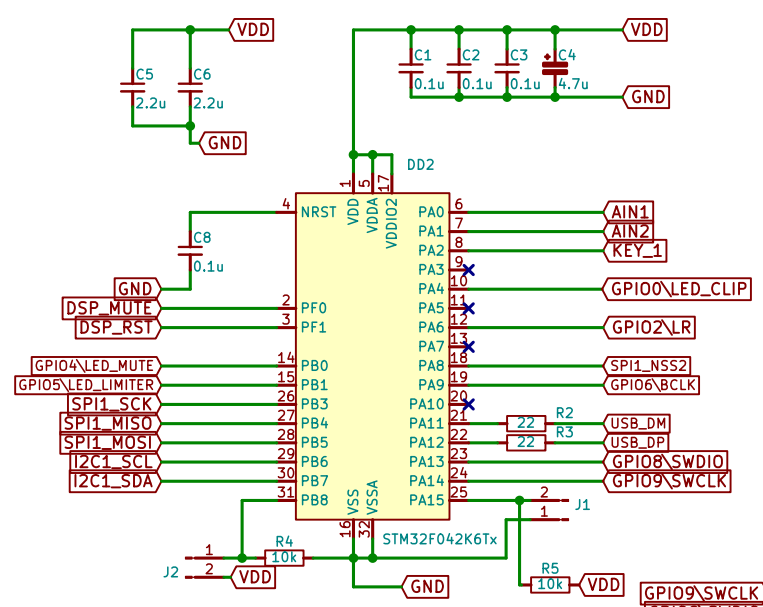 VDD VDD
C5 C6 C1 C2 C3 C4
2.2u 2.2u 0.1u 0.1u 0.1u 4.7u
GND GND
DD2
1 5 17
4 NRST VDD VDDA VDDIO2 PA0 6 AIN1
C8 PA1 7 AIN2
PA2 8 KEY_1
0.1u PA3 9
GND PA4 10 GPIO0\LED_CLIP
DSP_MUTE 2 PF0 PA5 11
DSP_RST 3 PF1 PA6 12 GPIO2\LR
PA7 13
GPIO4\LED_MUTE 14 PB0 PA8 18 SPI1_NSS2
GPIO5\LED_LIMITER 15 PB1 PA9 19 GPIO6\BCLK
SPI1_SCK 26 PB3 PA10 20
SPI1_MISO 27 PB4 PA11 21 22 R2 USB_DM
SPI1_MOSI 28 PB5 PA12 22 22 R3 USB_DP
I2C1_SCL 29 PB6 PA13 23 GPIO8\SWDIO
I2C1_SDA 30 PB7 PA14 24 GPIO9\SWCLK
31 PB8 VSS VSSA PA15 25 2 J1
16 32 1
STM32F042K6Tx
R4
1 10k
J2 2 VDD GND
R5
10k VDD
GPIO9\SWCLK